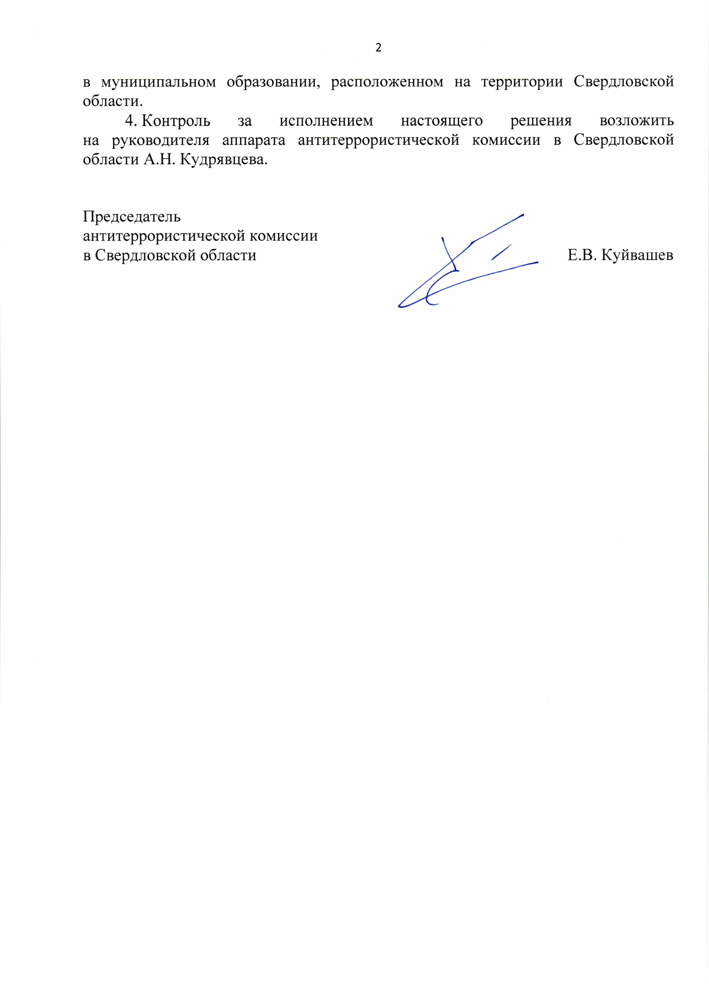 2
в муниципальном образовании, расположенном на территории Свердловской
области.
4. Контроль за исполнением настоящего решения возложить
на руководителя аппарата антитеррористической комиссии в Свердловской
области А.Н. Кудрявцева.
Председатель
антитеррористической комиссии
в Свердловской области
Е.В. Куйвашев